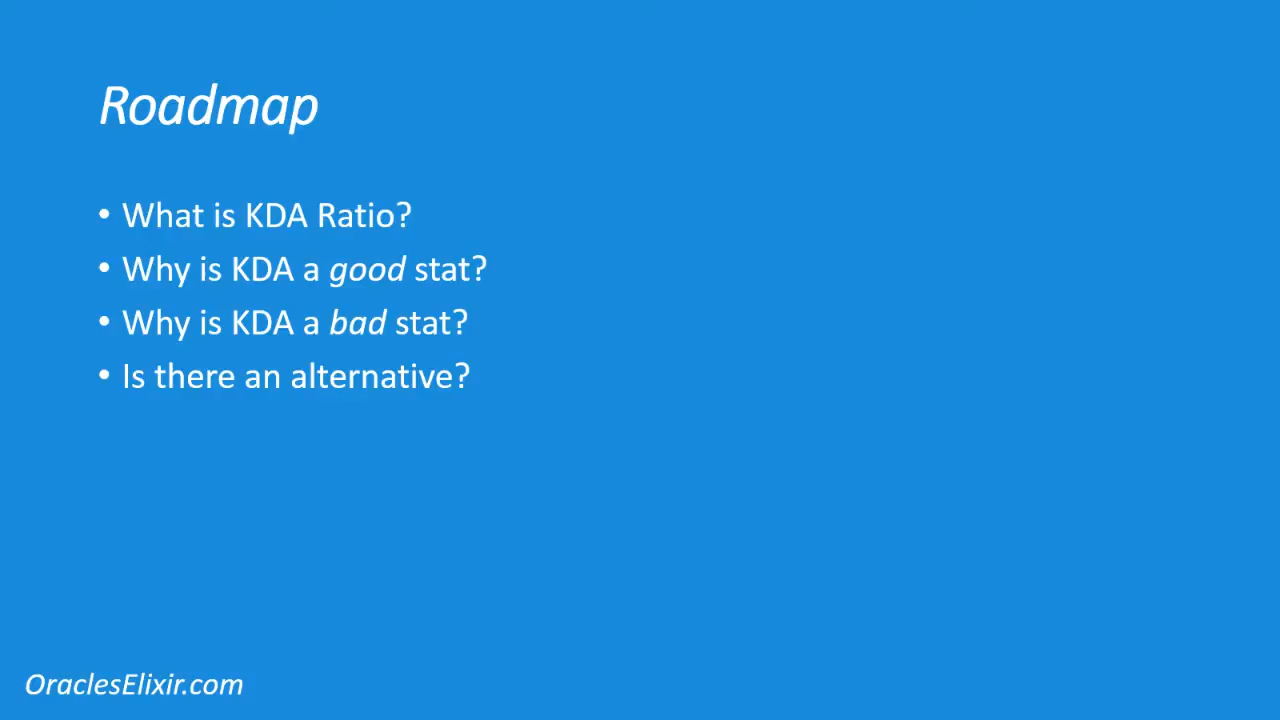 Roadmap
• What is KDA Ratio?
• Why is KDA a good stat?
• Why is KDA a bad stat?
• Is there an alternative?
OraclesElixir.com